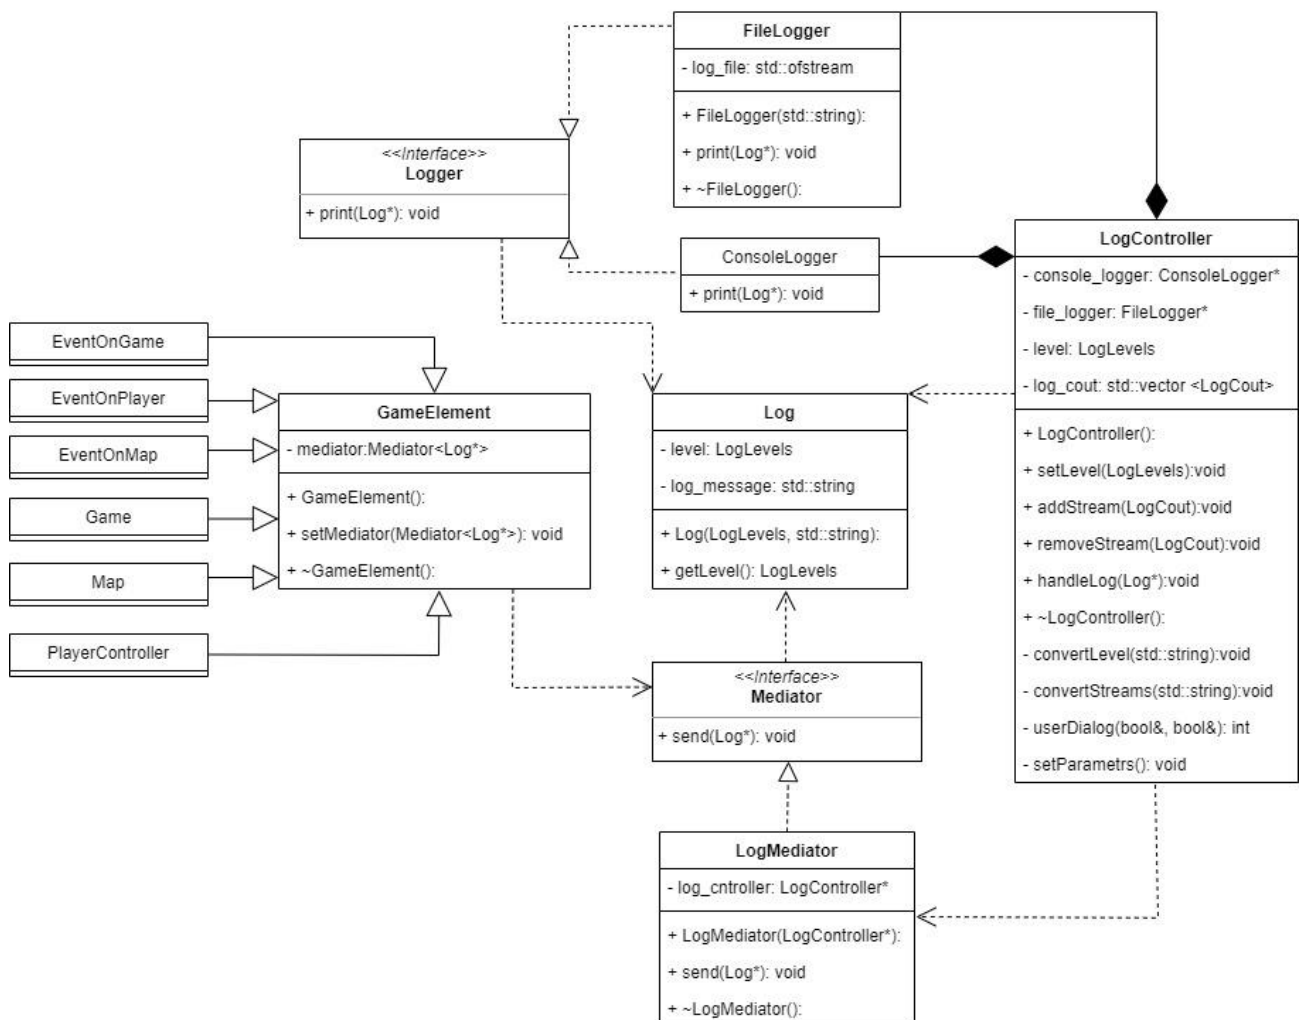 FileLogger
- log_file: std::ofstream
+ FileLogger(std::string):
+ print(Log*): void
+ ~FileLogger():
<<Interface>>
Logger
+ print(Log*): void
ConsoleLogger
+ print(Log*): void
LogController
- console_logger: ConsoleLogger*
- file_logger: FileLogger*
- level: LogLevels
- log_cout: std::vector <LogCout>
+ LogController():
+ setLevel(LogLevels):void
+ addStream(LogCout):void
+ removeStream(LogCout):void
+ handleLog(Log*):void
+ ~LogController():
- convertLevel(std::string):void
- convertStreams(std::string):void
- userDialog(bool&, bool&): int
- setParametrs(): void
EventOnGame
EventOnPlayer
EventOnMap
Game
Map
PlayerController
GameElement
- mediator:Mediator<Log*>
+ GameElement():
+ setMediator(Mediator<Log*>): void
+ ~GameElement():
Log
- level: LogLevels
- log_message: std::string
+ Log(LogLevels, std::string):
+ getLevel(): LogLevels
<<Interface>>
Mediator
+ send(Log*): void
LogMediator
- log_cntroller: LogController*
+ LogMediator(LogController*):
+ send(Log*): void
+ ~LogMediator():